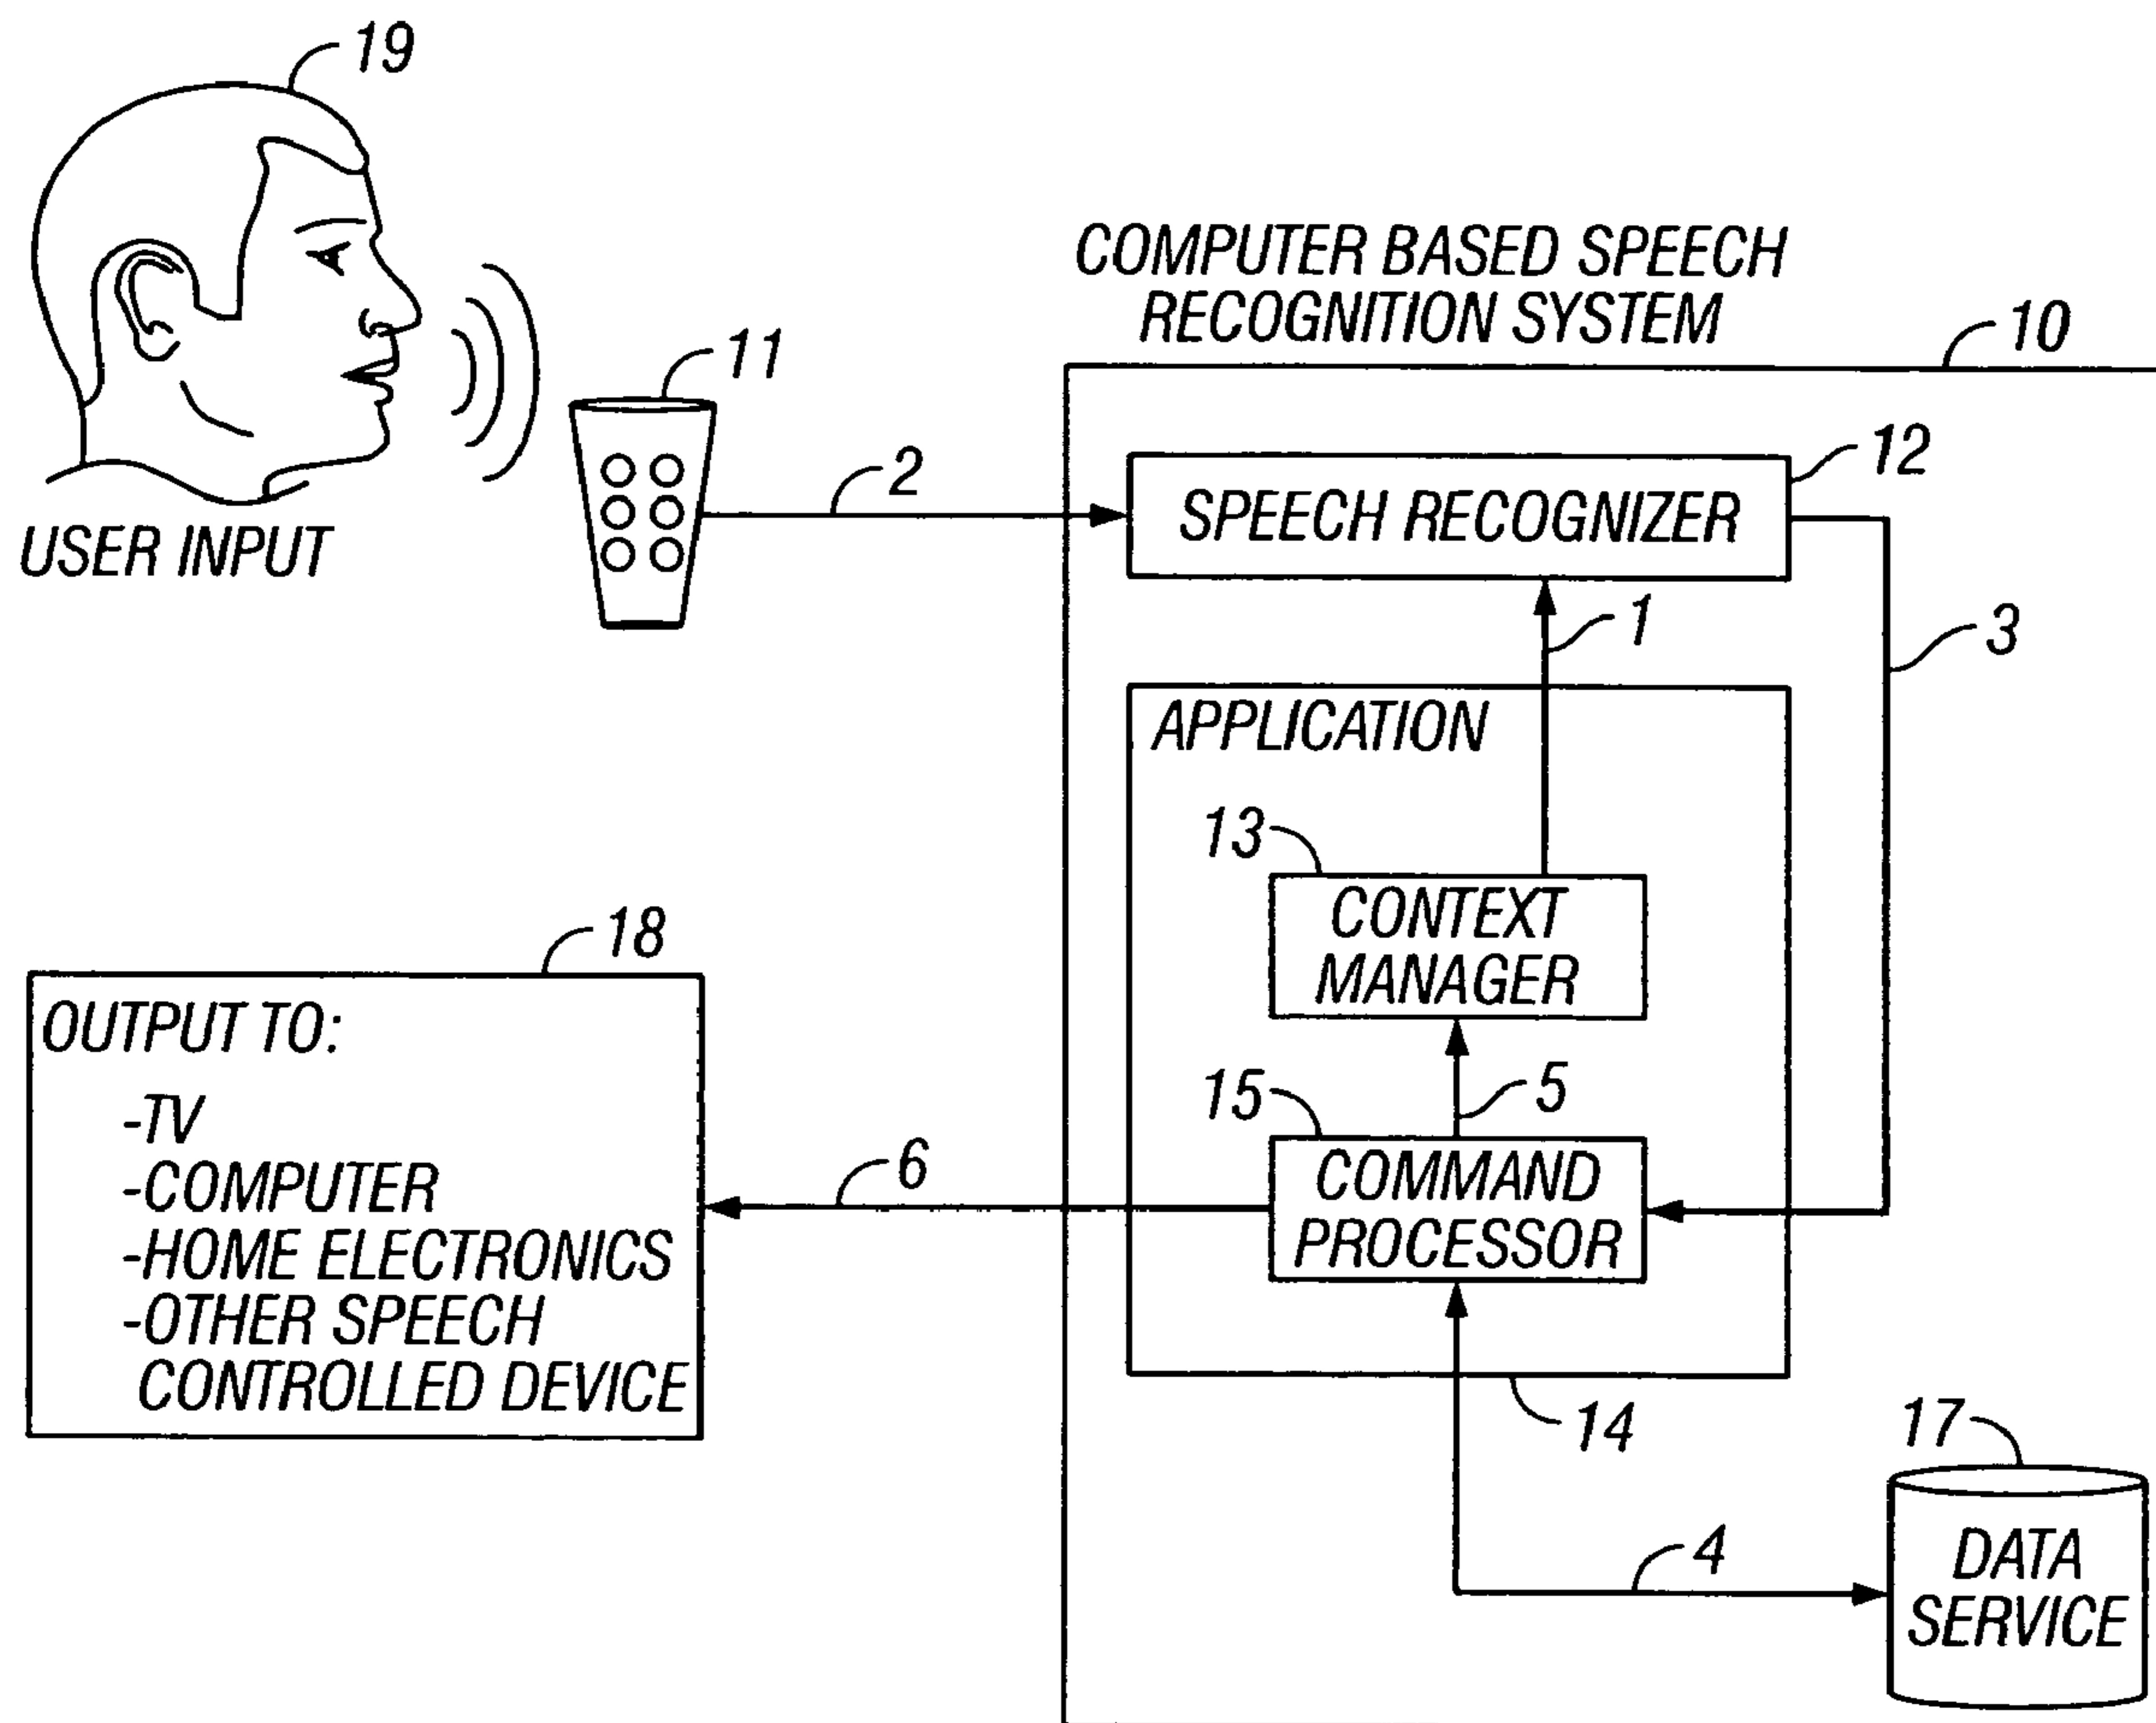 19
COMPUTER BASED SPEECH
RECOGNITION SYSTEM
10
11
12
2
SPEECH RECOGNIZER
USER INPUT
1
3
APPLICATION
13
CONTEXT
MANAGER
18
OUTPUT TO:
-TV
-COMPUTER
-HOME ELECTRONICS
-OTHER SPEECH
CONTROLLED DEVICE
15
5
6
COMMAND
PROCESSOR
14
17
4
DATA
SERVICE